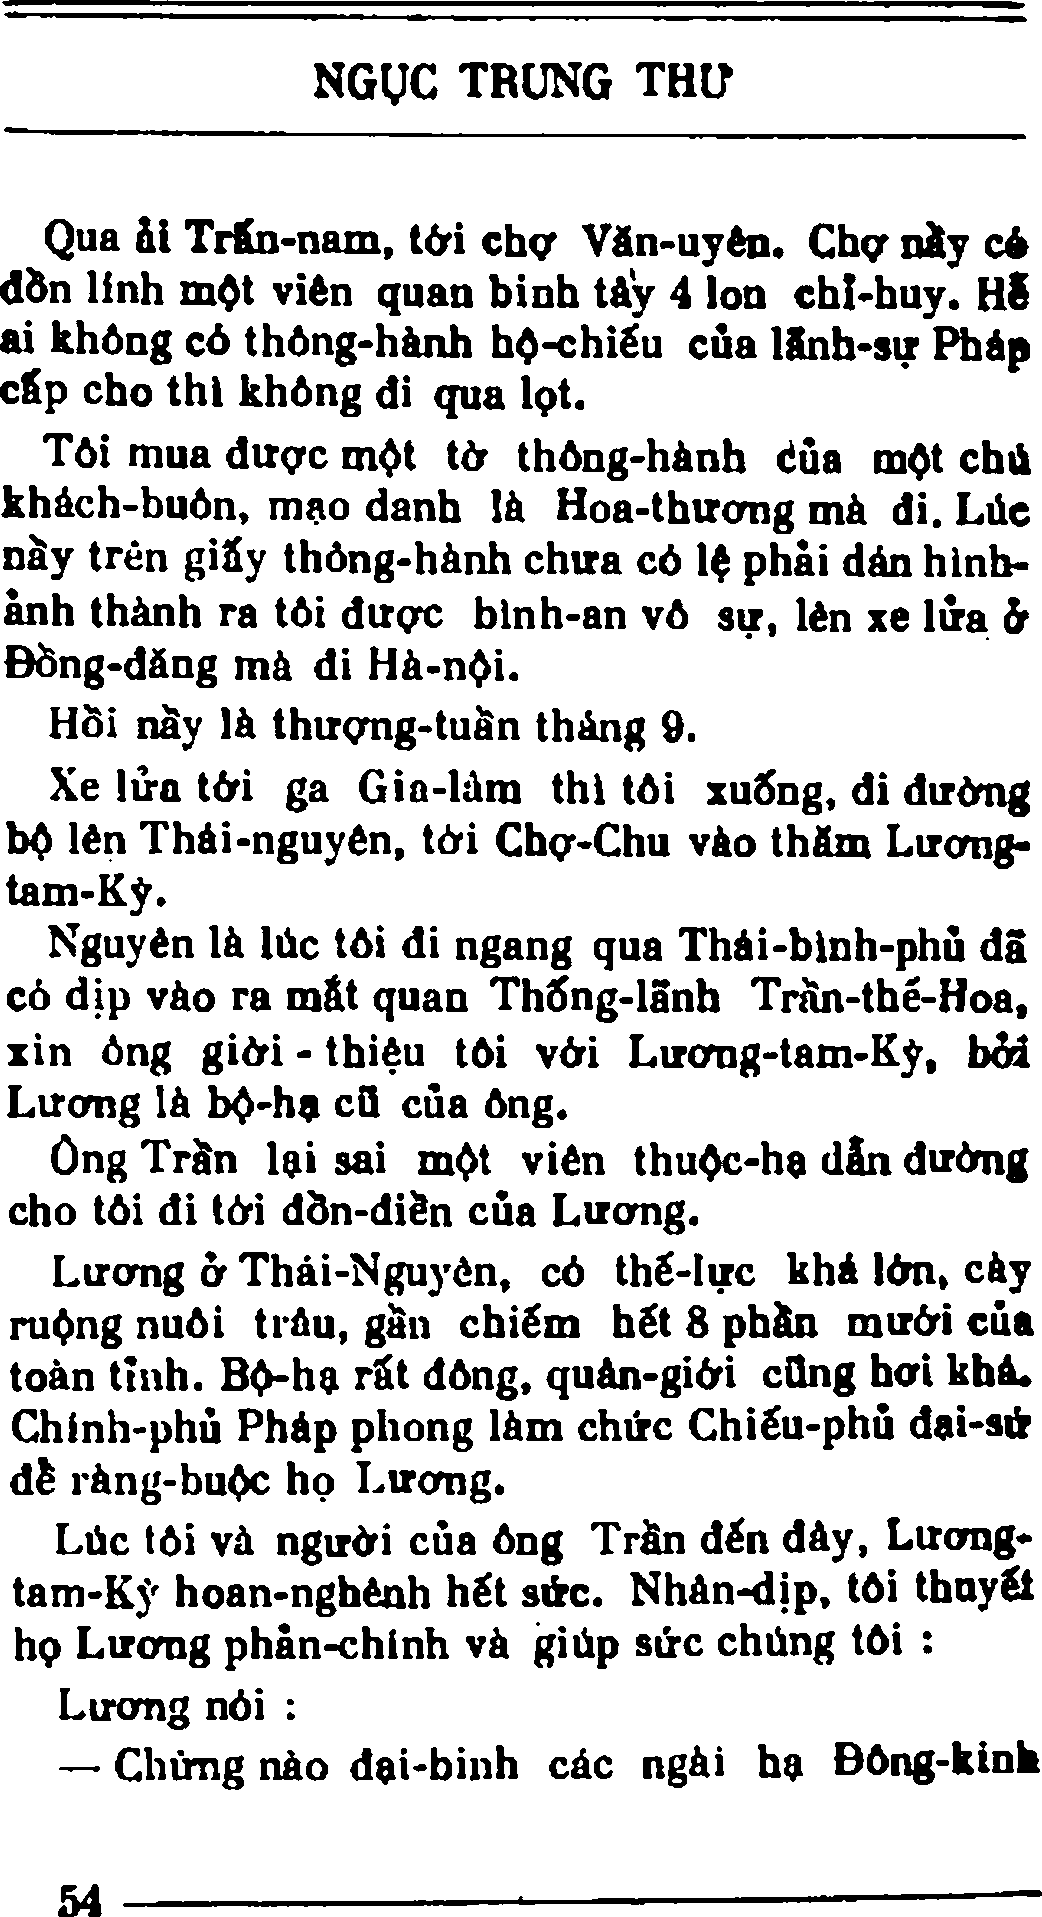 NGỤC TRUNG THƯ
Qua ải Trấn-nam, tới chợ Văn-uyên. Chợ nầy có
đồn lính một viên quan binh tây 4 lon chỉ-huy. Hễ
ai không có thông-hành hộ-chiếu của lãnh-sự Pháp
cấp cho thì không đi qua lọt.
Tôi mua được một tờ thông-hành của một chú
khách-buôn, mạo danh là Hoa-thương mà đi. Lúc
nầy trên giấy thông-hành chưa có lệ phải dán hình-
ảnh thành ra tôi được bình-an vô sự, lên xe lửa ở
Đồng-đăng mà đi Hà-nội.
Hồi nầy là thượng-tuần tháng 9.
Xe lửa tới ga Gia-lâm thì tôi xuống, đi đường
bộ lên Thái-nguyên, tới Chợ-Chu vào thăm Lương-
tam-Kỳ.
Nguyên là lúc tôi đi ngang qua Thái-bình-phủ đã
có dịp vào ra mắt quan Thống-lãnh Trần-thế-Hoa,
xin ông giời - thiệu tôi với Lương-tam-Kỳ, bởi
Lương là bộ-hạ cũ của ông.
Ông Trần lại sai một viên thuộc-hạ dẫn đường
cho tôi đi tới đồn-điền của Lương.
Lương ở Thái-Nguyên, có thế-lực khá lớn, cày
ruộng nuôi trâu, gần chiếm hết 8 phần mười của
toàn tỉnh. Bộ-hạ rất đông, quân-giới cũng hơi khá.
Chính-phủ Pháp phong làm chức Chiếu-phủ đại-sứ
để ràng-buộc họ Lương.
Lúc tôi và người của ông Trần đến đây, Lương-
tam-Kỳ hoan-nghênh hết sức. Nhân-dịp, tôi thuyết
họ Lương phản-chính và giúp sức chúng tôi :
Lương nói :
— Chừng nào đại-binh các ngài hạ Đông-kinh
54